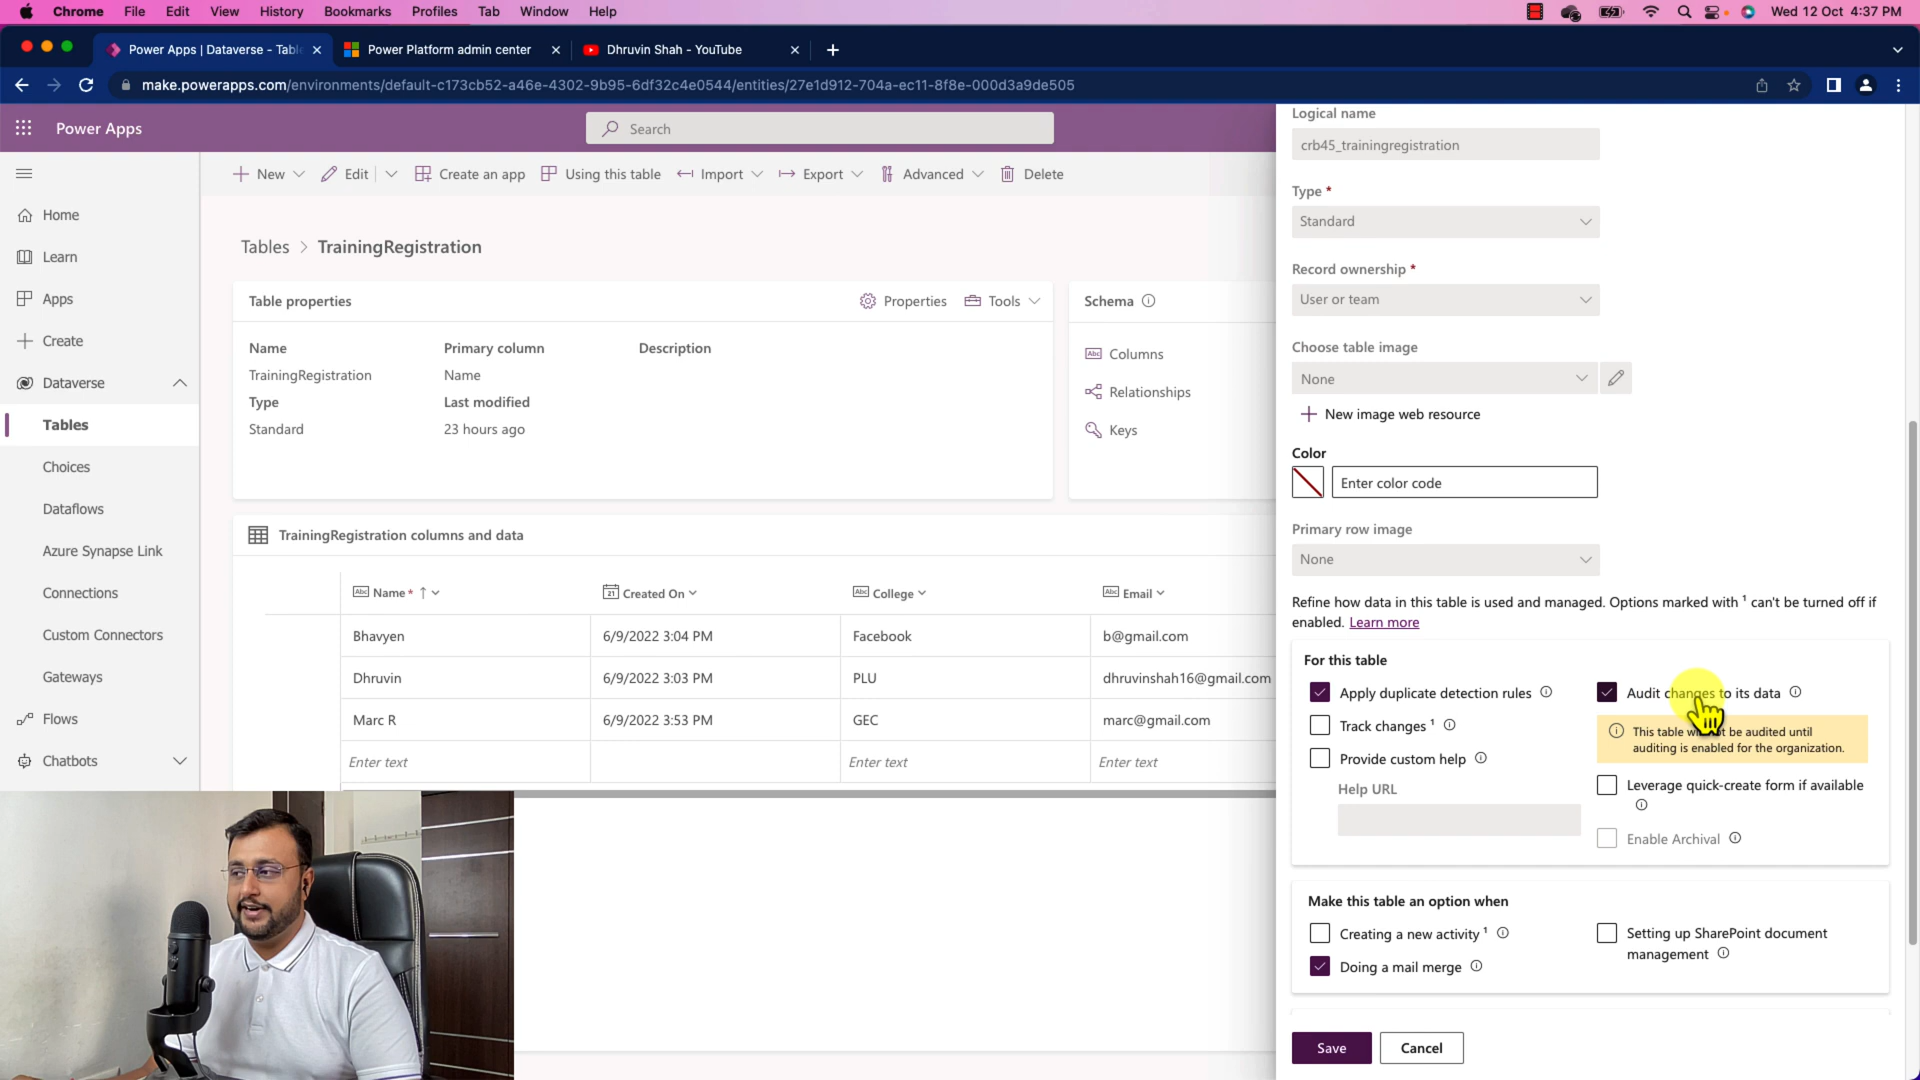 Chrome File Edit View History Bookmarks Profiles Tab Window Help Wed 12 Oct 4:37 PM
Power Apps | Dataverse - Table Power Platform admin center Dhruvin Shah - YouTube
make.powerapps.com/environments/default-c173cb52-a46e-4302-9b95-6df32c4e0544/entities/27e1d912-704a-ec11-8f8e-000d3a9de505
Power Apps
Search
New Edit Create an app Using this table Import Export Advanced Delete
Home
Learn
Apps
Create
Dataverse
Tables
Choices
Dataflows
Azure Synapse Link
Connections
Custom Connectors
Gateways
Flows
Chatbots
Tables > TrainingRegistration
Table properties Properties Tools
Name Primary column Description
TrainingRegistration Name
Type Last modified
Standard 23 hours ago
Schema
Columns
Relationships
Keys
TrainingRegistration columns and data
Name * Created On College Email
Bhavyen 6/9/2022 3:04 PM Facebook b@gmail.com
Dhruvin 6/9/2022 3:03 PM PLU dhruvinshah16@gmail.com
Marc R 6/9/2022 3:53 PM GEC marc@gmail.com
Enter text Enter text Enter text
Logical name
crb45_trainingregistration
Type *
Standard
Record ownership *
User or team
Choose table image
None
New image web resource
Color
Enter color code
Primary row image
None
Refine how data in this table is used and managed. Options marked with ¹ can't be turned off if
enabled. Learn more
For this table
Apply duplicate detection rules
Track changes ¹
Provide custom help
Help URL
Audit changes to its data
This table will not be audited until
auditing is enabled for the organization.
Leverage quick-create form if available
Enable Archival
Make this table an option when
Creating a new activity ¹
Doing a mail merge
Setting up SharePoint document
management
Save Cancel